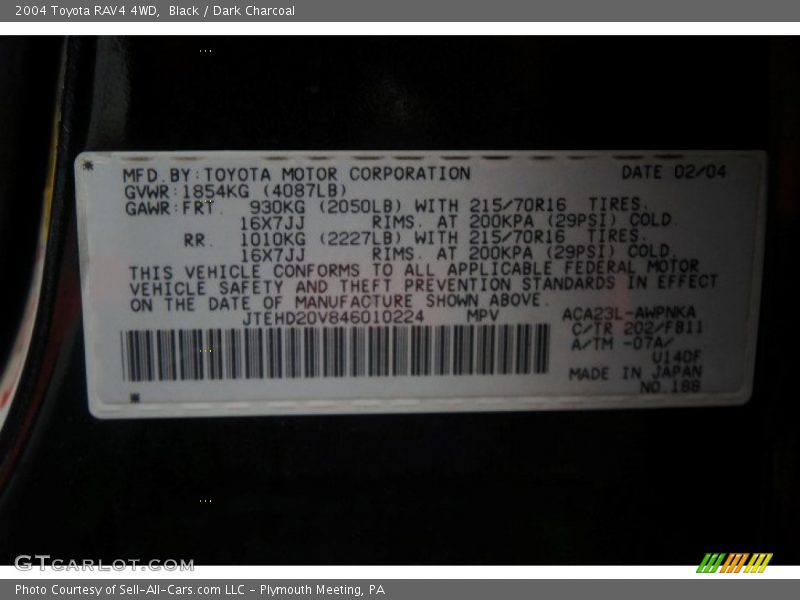 2004 Toyota RAV4 4WD, Black / Dark Charcoal
MFD.BY:TOYOTA MOTOR CORPORATION DATE 02/04
GVWR:1854KG (4087LB)
GAWR:FRT. 930KG (2050LB) WITH 215/70R16 TIRES.
16X7JJ RIMS. AT 200KPA (29PSI) COLD.
RR. 1010KG (2227LB) WITH 215/70R16 TIRES.
16X7JJ RIMS. AT 200KPA (29PSI) COLD.
THIS VEHICLE CONFORMS TO ALL APPLICABLE FEDERAL MOTOR
VEHICLE SAFETY AND THEFT PREVENTION STANDARDS IN EFFECT
ON THE DATE OF MANUFACTURE SHOWN ABOVE.
JTEHD20V846010224 MPV ACA23L-AWPNKA
C/TR 202/FB11
A/TM -07A/
U140F
MADE IN JAPAN
NO.188
GTCARLOT.COM
Photo Courtesy of Sell-All-Cars.com LLC - Plymouth Meeting, PA